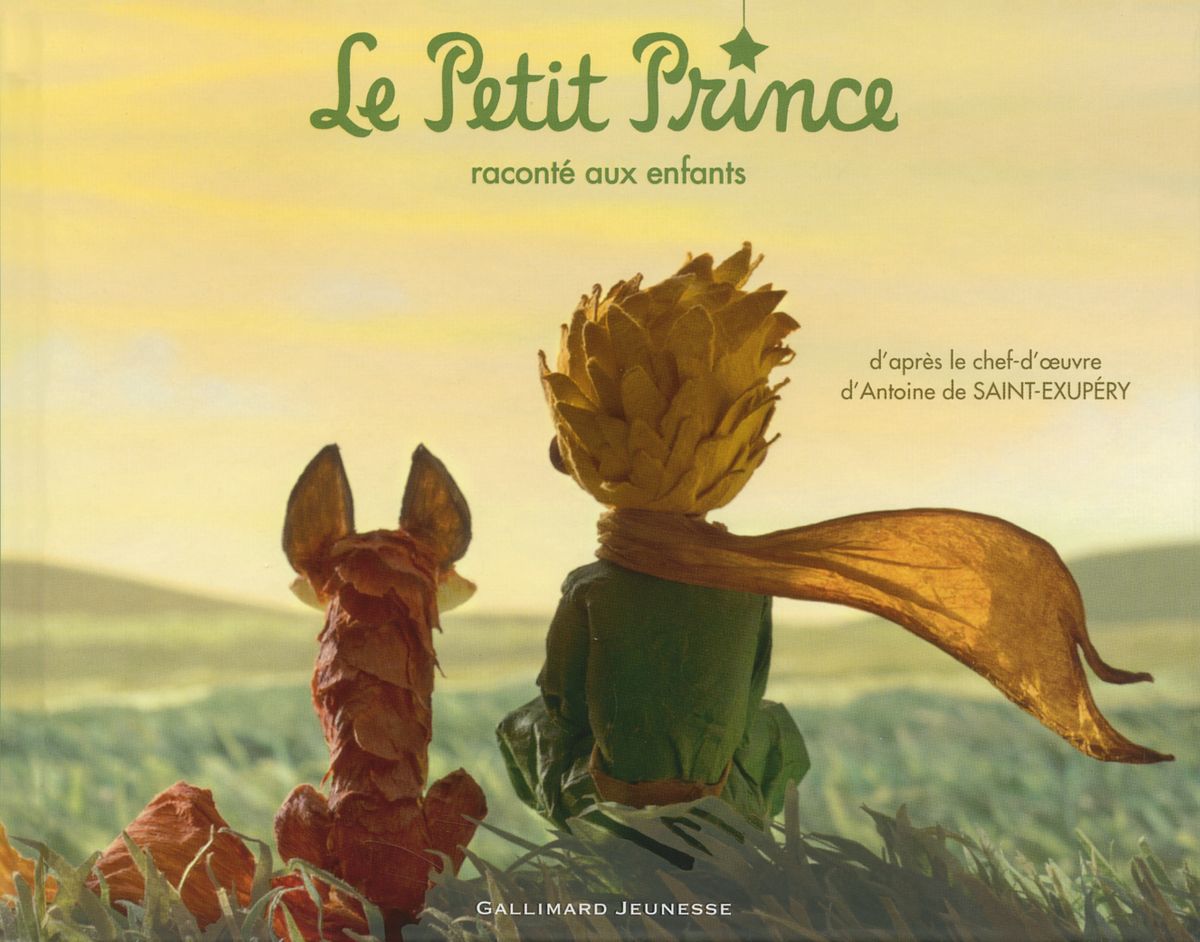 Le Petit Prince
raconté aux enfants
d'après le chef-d'œuvre
d'Antoine de SAINT-EXUPÉRY
GALLIMARD JEUNESSE